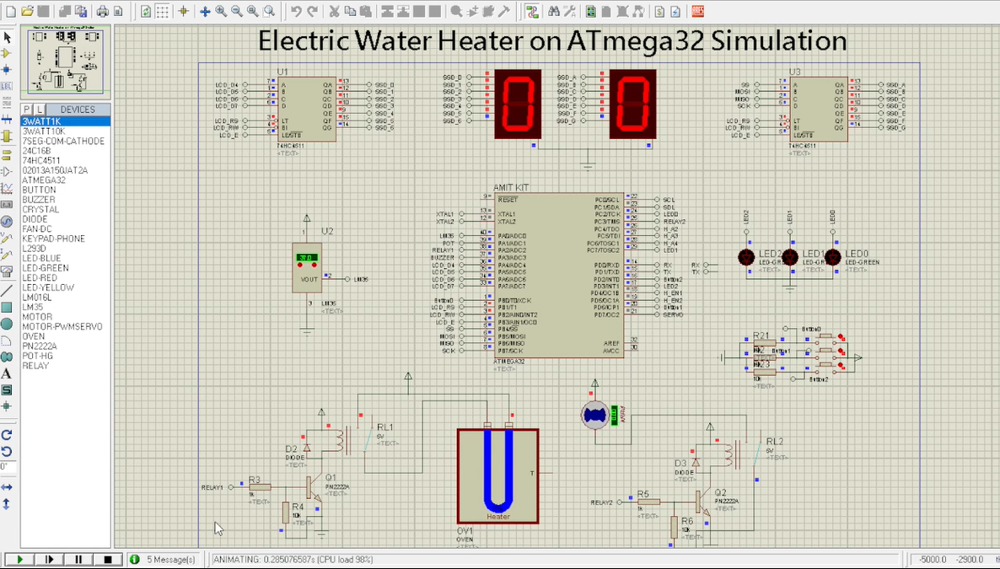 Electric Water Heater on ATmega32 Simulation
P L DEVICES
3WATT1K
3WATT10K
7SEG-COM-CATHODE
24C16B
74HC4511
02013A150JAT2A
ATMEGA32
BUTTON
BUZZER
CRYSTAL
DIODE
FAN-DC
KEYPAD-PHONE
L293D
LED-BLUE
LED-GREEN
LED-RED
LED-YELLOW
LM016L
LM35
MOTOR
MOTOR-PWMSERVO
OVEN
PN2222A
POT-HG
RELAY
U1
LCD_D4
LCD_D5
LCD_D6
LCD_D7
LCD_RS
LCD_RW
LCD_E
A
B
C
D
LT
BI
LE/STB
QA
QB
QC
QD
QE
QF
QG
SSD_0
SSD_1
SSD_2
SSD_3
SSD_4
SSD_5
SSD_6
74HC4511
<TEXT>
SSD_0
SSD_1
SSD_2
SSD_3
SSD_4
SSD_5
SSD_6
0
SSD_A
SSD_B
SSD_C
SSD_D
SSD_E
SSD_F
SSD_G
0
U3
SS
MOSI
MISO
SCK
LCD_RS
LCD_RW
LCD_E
A
B
C
D
LT
BI
LE/STB
QA
QB
QC
QD
QE
QF
QG
SSD_A
SSD_B
SSD_C
SSD_D
SSD_E
SSD_F
SSD_G
74HC4511
<TEXT>
AMIT KIT
RESET
XTAL1 XTAL1
XTAL2 XTAL2
LM35 PA0/ADC0
POT PA1/ADC1
RELAY1 PA2/ADC2
BUZZER PA3/ADC3
LCD_D4 PA4/ADC4
LCD_D5 PA5/ADC5
LCD_D6 PA6/ADC6
LCD_D7 PA7/ADC7
Button0 PB0/T0/XCK
LCD_RS PB1/T1
LCD_RW PB2/AIN0/INT2
LCD_E PB3/AIN1/OC0
SS PB4/SS
MOSI PB5/MOSI
MISO PB6/MISO
SCK PB7/SCK
PC0/SCL SCL
PC1/SDA SDL
PC2/TCK LED0
PC3/TMS RELAY2
PC4/TDO H_A2
PC5/TDI H_A3
PC6/TOSC1 H_A4
PC7/TOSC2 LED1
PD0/RXD RX
PD1/TXD TX
PD2/INT0 Button2
PD3/INT1 LED2
PD4/OC1B H_EN1
PD5/OC1A H_EN2
PD6/ICP1 Button1
PD7/OC2 SERVO
AREF
AVCC
ATMEGA32
<TEXT>
RX
TX
U2
1
37.0
VOUT 2 LM35
3 LM35
<TEXT>
LED2 LED1 LED0
LED2 LED1 LED0
LED-GREEN
<TEXT>
R21
Button0
Button1
Button2
10k
<TEXT>
RL1
5V
<TEXT>
D2
DIODE
<TEXT>
Q1
PN2222A
<TEXT>
RELAY1
R3
1k
<TEXT>
R4
10k
<TEXT>
T
Heater
OV1
OVEN
<TEXT>
RL2
5V
<TEXT>
D3
DIODE
<TEXT>
Q2
PN2222A
<TEXT>
RELAY2
R5
1k
<TEXT>
R6
10k
<TEXT>
5 Message(s)
ANIMATING: 0.285076587s (CPU load 98%)
-5000.0 -2900.0 th